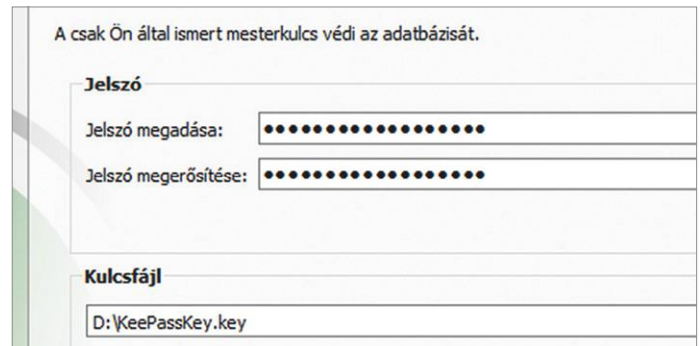 A csak Ön által ismert mesterkulcs védi az adatbázisát.
Jelszó
Jelszó megadása: ●●●●●●●●●●●●●●●●●●
Jelszó megerősítése: ●●●●●●●●●●●●●●●●●●
Kulcsfájl
D:\KeePassKey.key